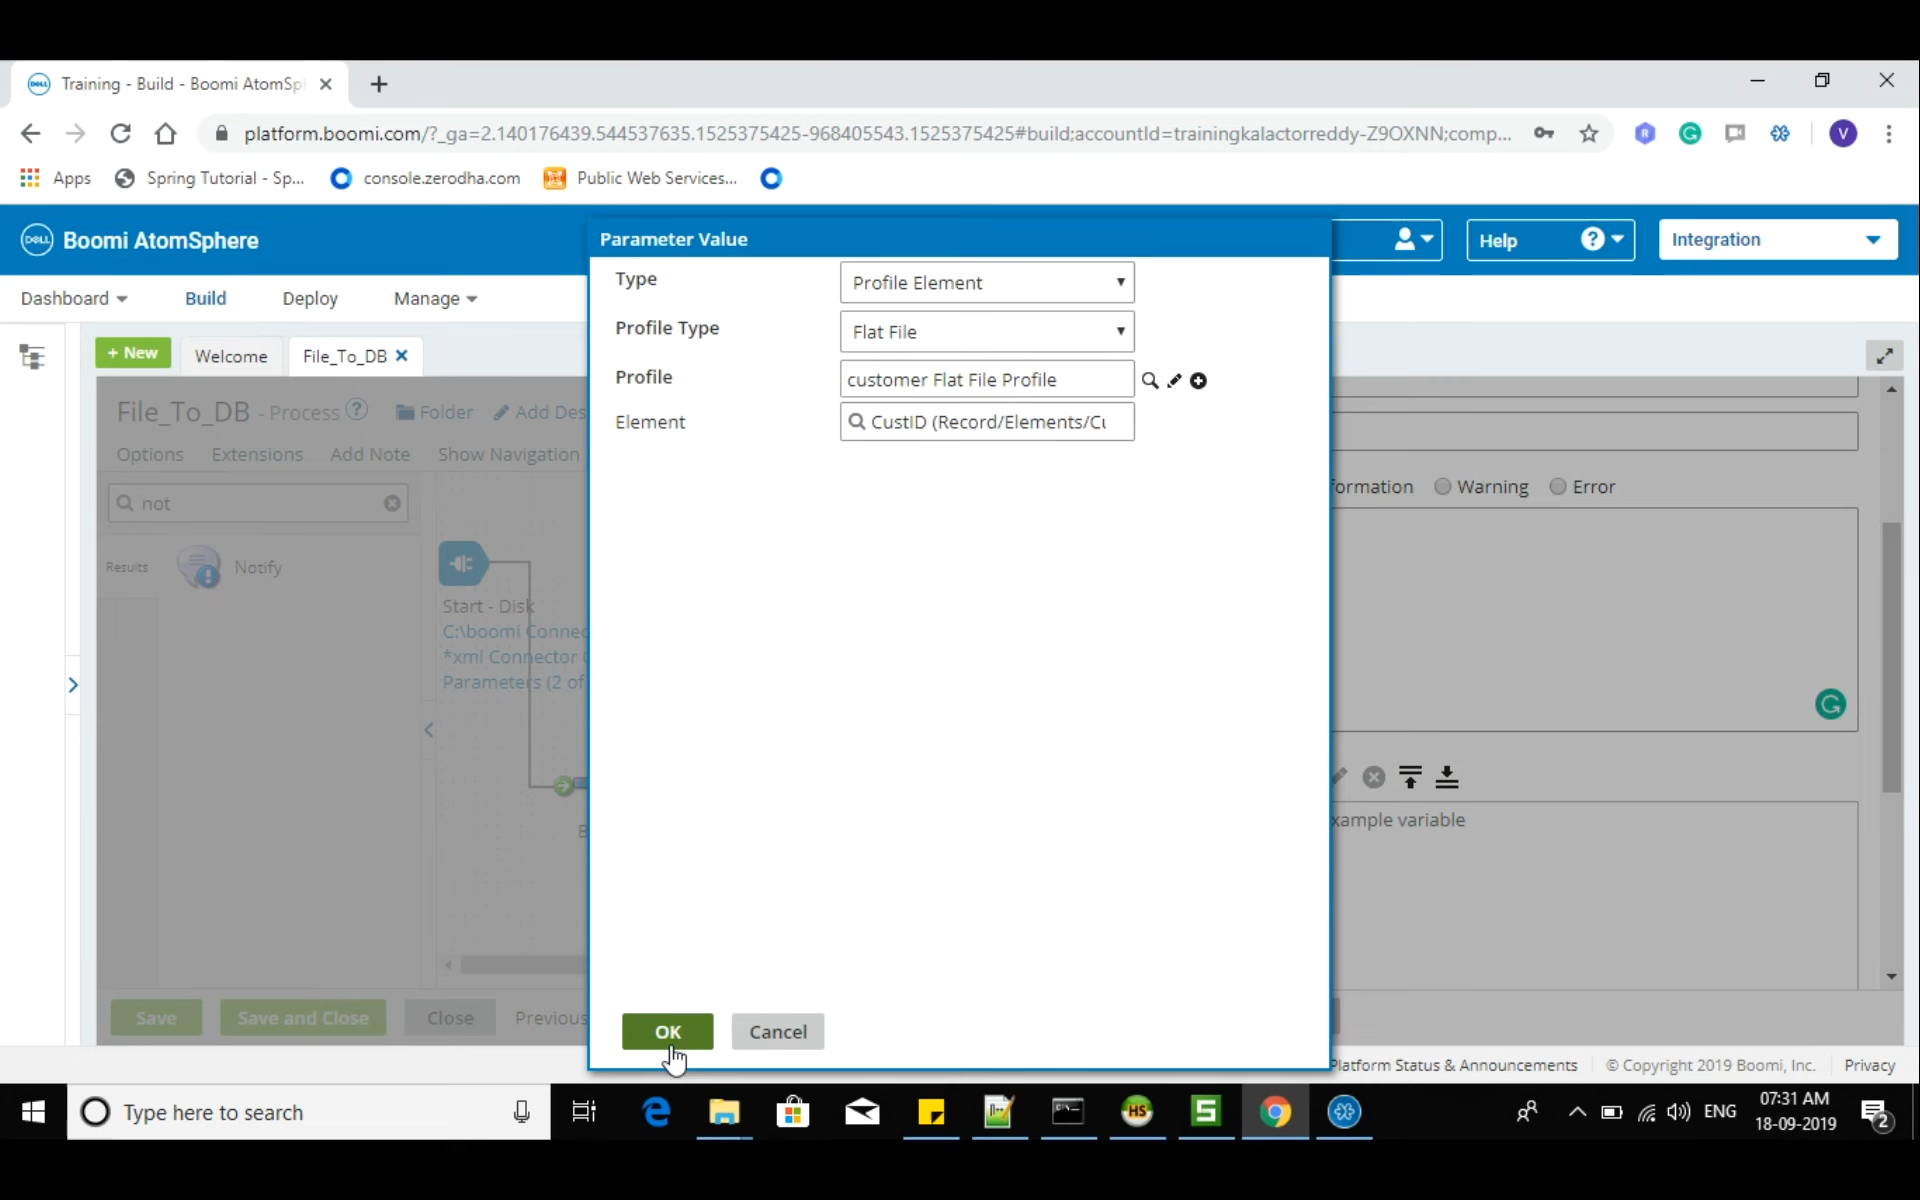 Training - Build - Boomi AtomSp
platform.boomi.com/?_ga=2.140176439.544537635.1525375425-968405543.1525375425#build;accountId=trainingkalactorreddy-Z9OXNN;comp...
V
Apps
Spring Tutorial - Sp...
console.zerodha.com
Public Web Services...
DELL
Boomi AtomSphere
Parameter Value
Help
Integration
Dashboard
Build
Deploy
Manage
Type
Profile Element
Profile Type
Flat File
Profile
customer Flat File Profile
Element
CustID (Record/Elements/Cu
+ New
Welcome
File_To_DB
File_To_DB - Process
Folder
Add Des
Options
Extensions
Add Note
Show Navigation
not
Results
Notify
Start - Disk
C:\boomi Connec
*xml Connector
Parameters (2 of
formation
Warning
Error
xample variable
Save
Save and Close
Close
Previous
OK
Cancel
Platform Status & Announcements
© Copyright 2019 Boomi, Inc.
Privacy
Type here to search
HS
S
ENG
07:31 AM
18-09-2019
2